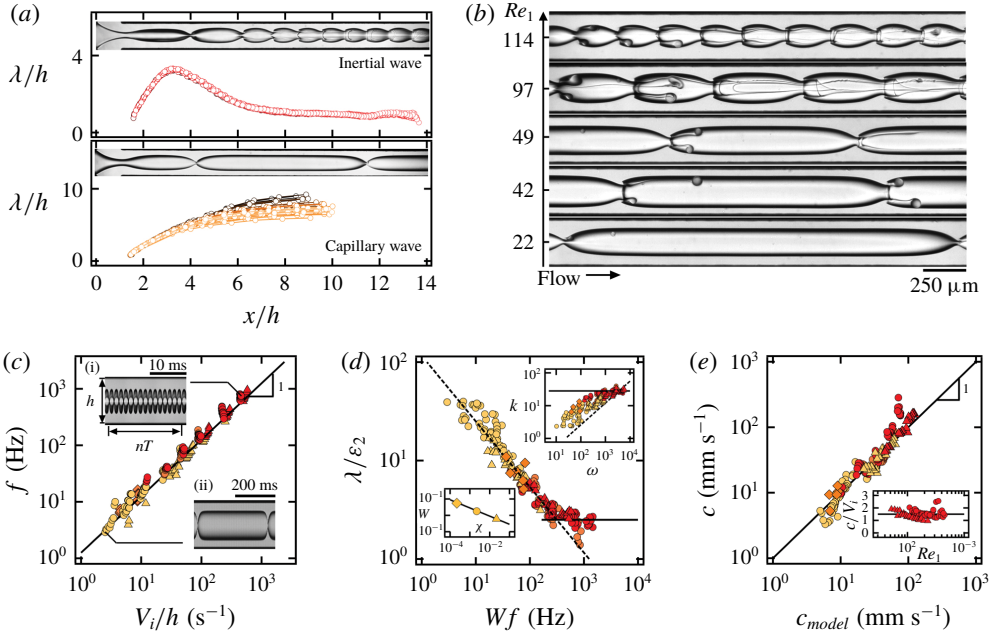 (a)
λ/h
4
0
Inertial wave
λ/h
10
0
Capillary wave
0 2 4 6 8 10 12 14
x/h
(b)
Re1
114
97
49
42
22
Flow
250 μm
(c)
f (Hz)
10^3
10^2
10^1
10^0
(i)
10 ms
h
nT
1
(ii)
200 ms
10^0 10^1 10^2 10^3
V_i/h (s^−1)
(d)
λ/ε_2
10^2
10^1
10^0
k
10^2
10^1
10^0
10^1 10^2 10^3 10^4
ω
W
10^−1
10^−1
χ
10^−4 10^−2
10^0 10^1 10^2 10^3 10^4
Wf (Hz)
(e)
c (mm s^−1)
10^3
10^2
10^1
10^0
1
c/V_i
3
2
1
0
10^2 10^−3
Re_1
10^0 10^1 10^2 10^3
c_model (mm s^−1)